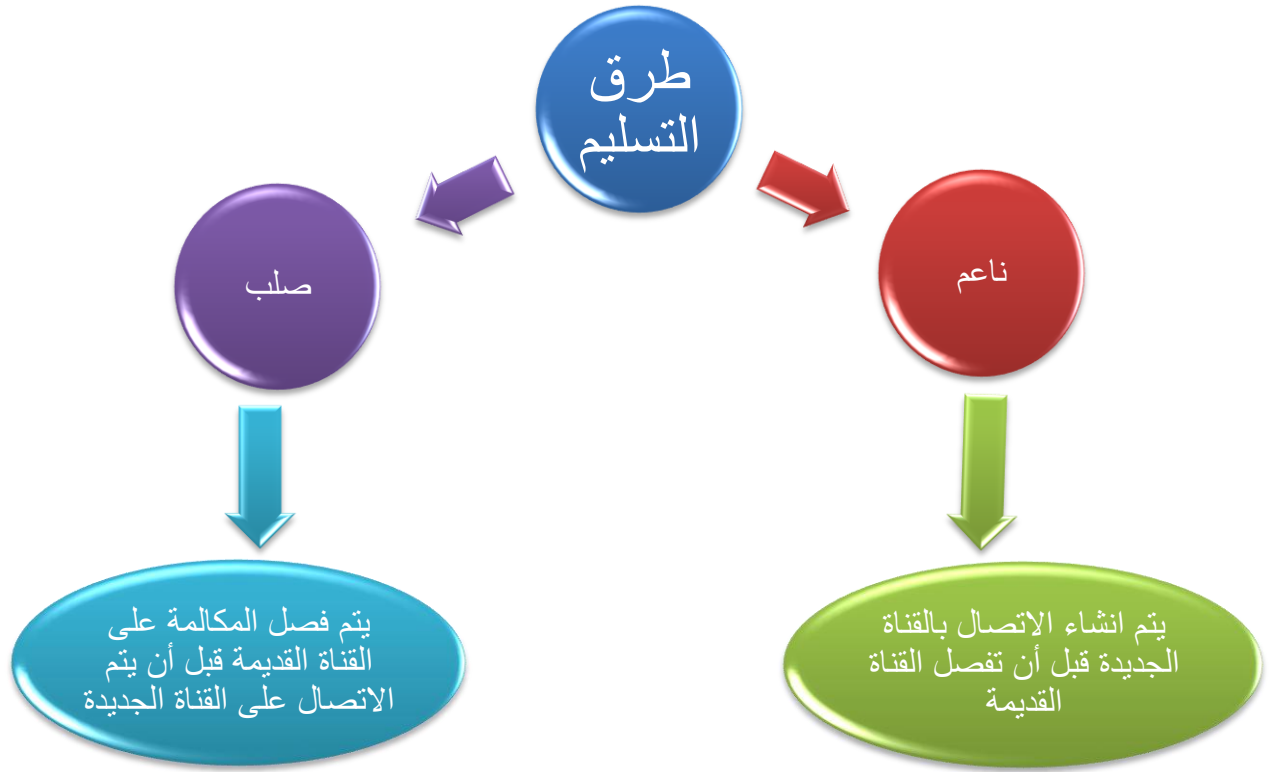 طرق
التسليم
ناعم
صلب
يتم انشاء الاتصال بالقناة
الجديدة قبل أن تفصل القناة
القديمة
يتم فصل المكالمة على
القناة القديمة قبل أن يتم
الاتصال على القناة الجديدة